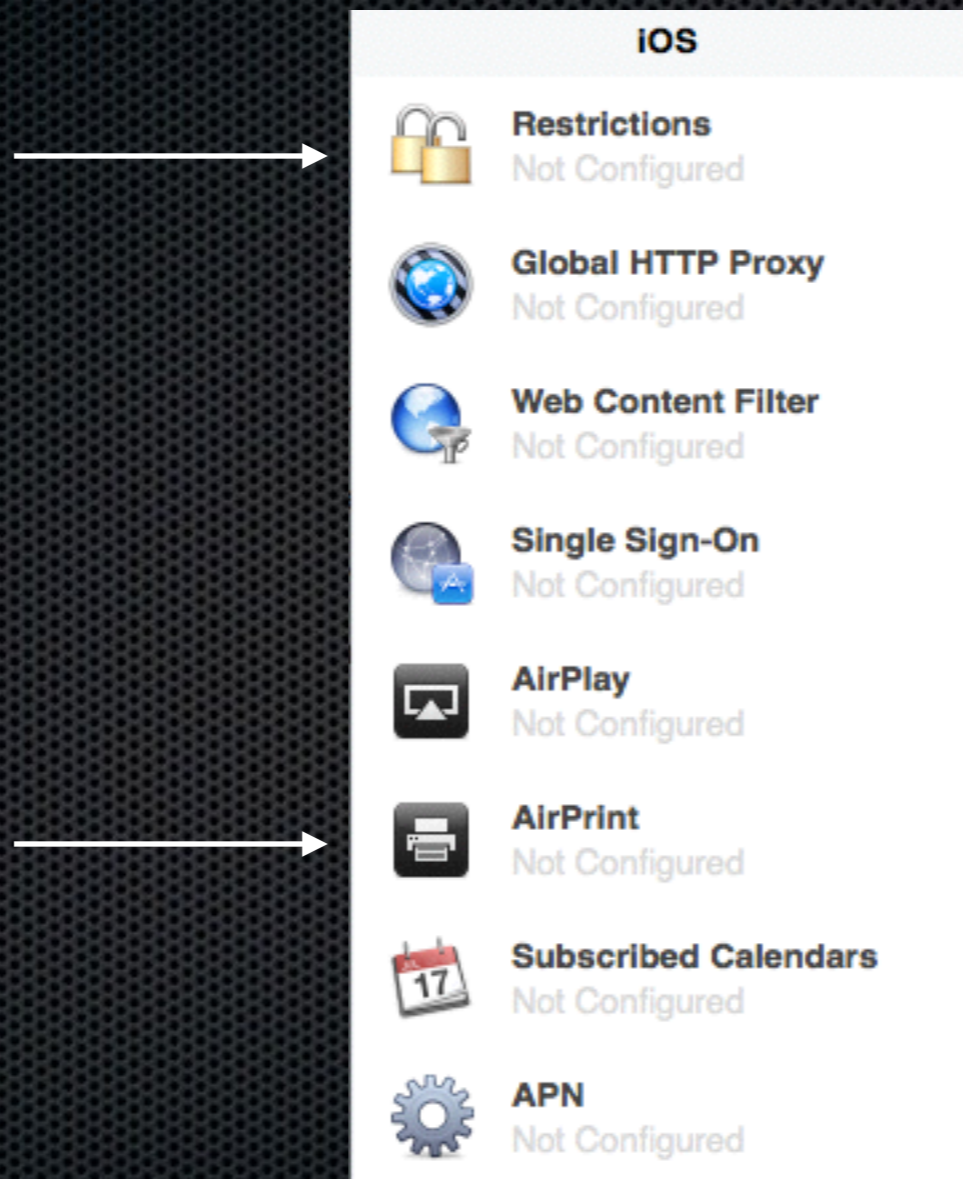 iOS
Restrictions
Not Configured
Global HTTP Proxy
Not Configured
Web Content Filter
Not Configured
Single Sign-On
Not Configured
AirPlay
Not Configured
AirPrint
Not Configured
Subscribed Calendars
Not Configured
17
APN
Not Configured